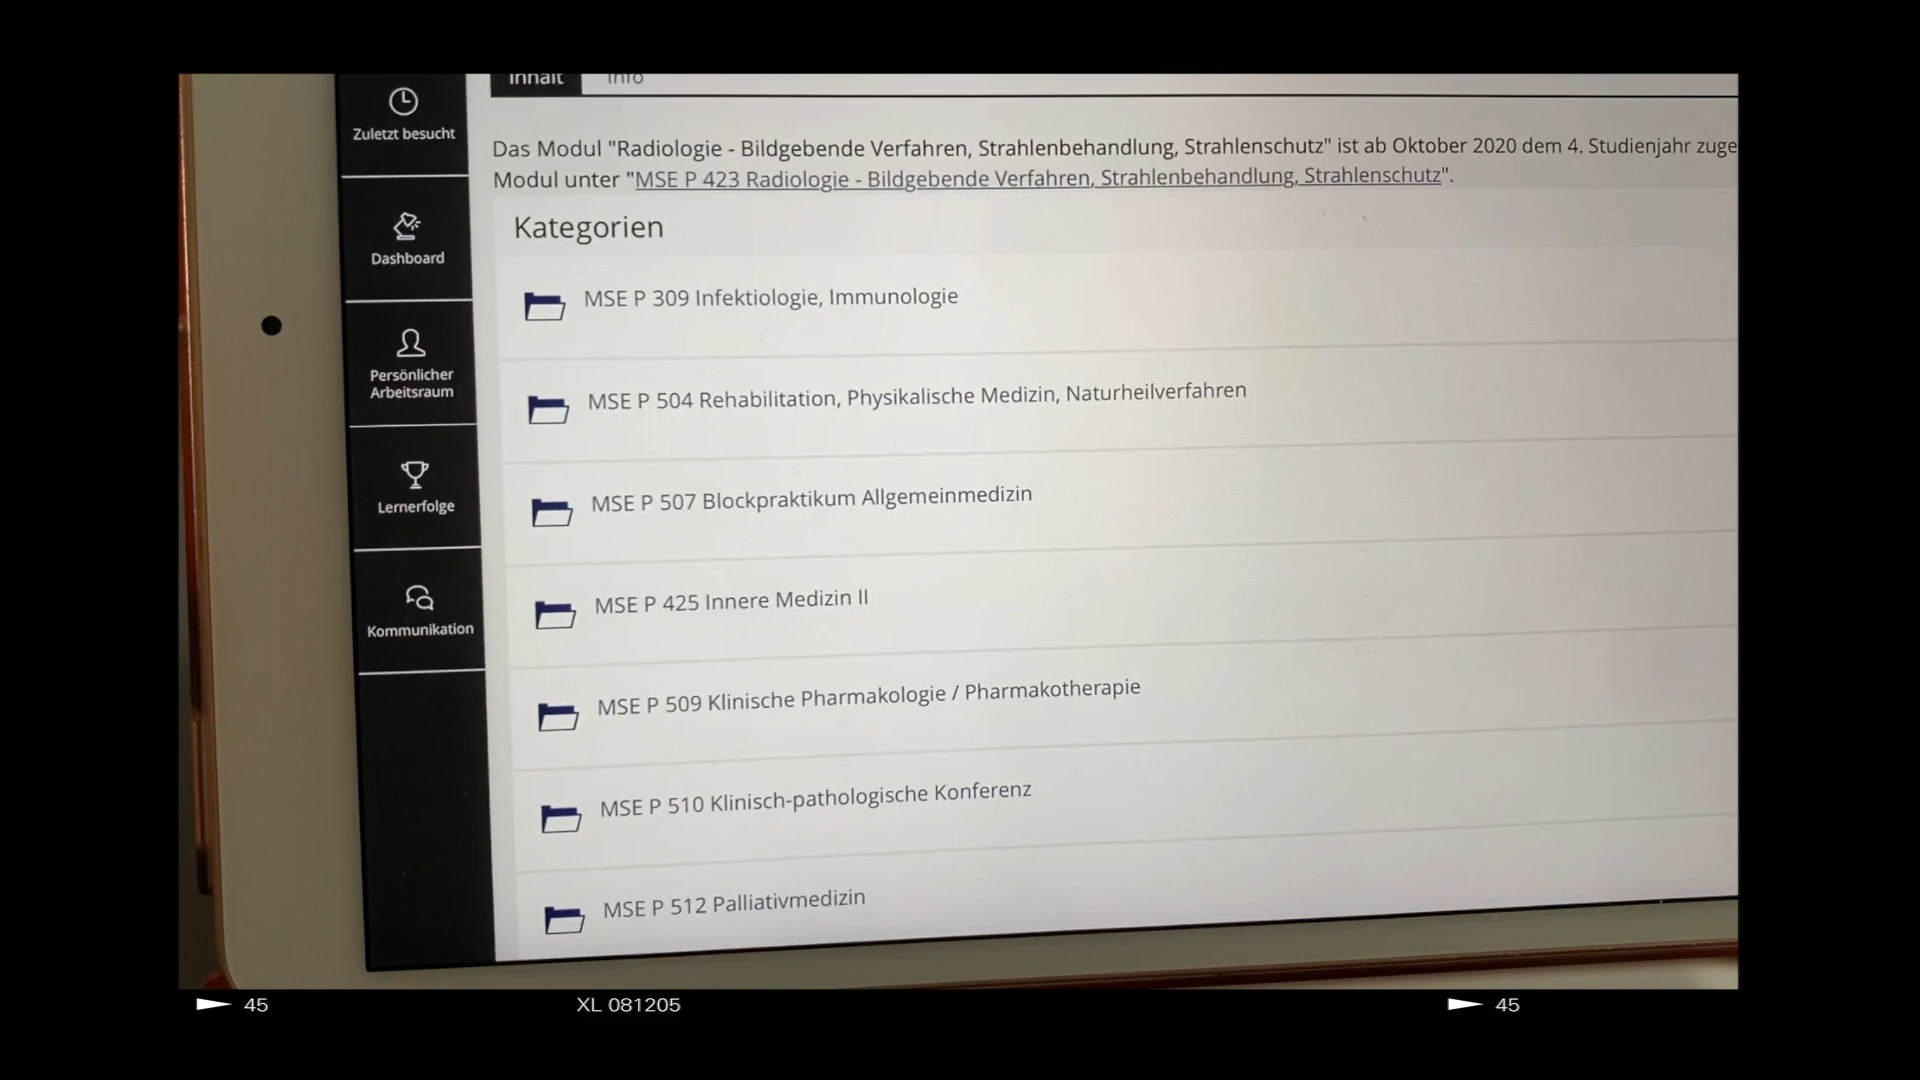 Inhalt Info
Zuletzt besucht
Dashboard
Persönlicher
Arbeitsraum
Lernerfolge
Kommunikation
Das Modul "Radiologie - Bildgebende Verfahren, Strahlenbehandlung, Strahlenschutz" ist ab Oktober 2020 dem 4. Studienjahr zuge
Modul unter "MSE P 423 Radiologie - Bildgebende Verfahren, Strahlenbehandlung, Strahlenschutz".
Kategorien
MSE P 309 Infektiologie, Immunologie
MSE P 504 Rehabilitation, Physikalische Medizin, Naturheilverfahren
MSE P 507 Blockpraktikum Allgemeinmedizin
MSE P 425 Innere Medizin II
MSE P 509 Klinische Pharmakologie / Pharmakotherapie
MSE P 510 Klinisch-pathologische Konferenz
MSE P 512 Palliativmedizin
45 XL 081205 45